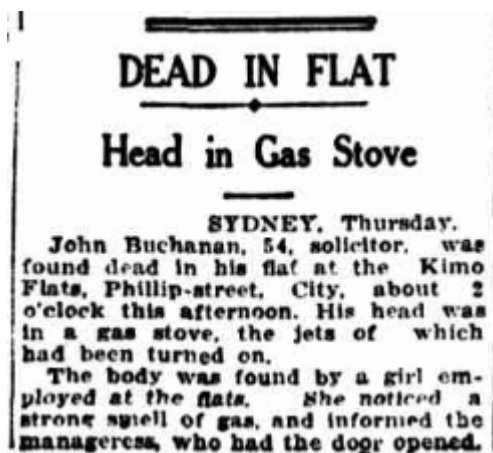 DEAD IN FLAT
Head in Gas Stove
SYDNEY, Thursday.
John Buchanan, 54, solicitor, was
found dead in his flat at the Kimo
Flats, Phillip-street, City, about 2
o'clock this afternoon. His head was
in a gas stove, the jets of which
had been turned on.
The body was found by a girl em-
ployed at the flats. She noticed a
strong smell of gas, and informed the
manageress, who had the door opened.